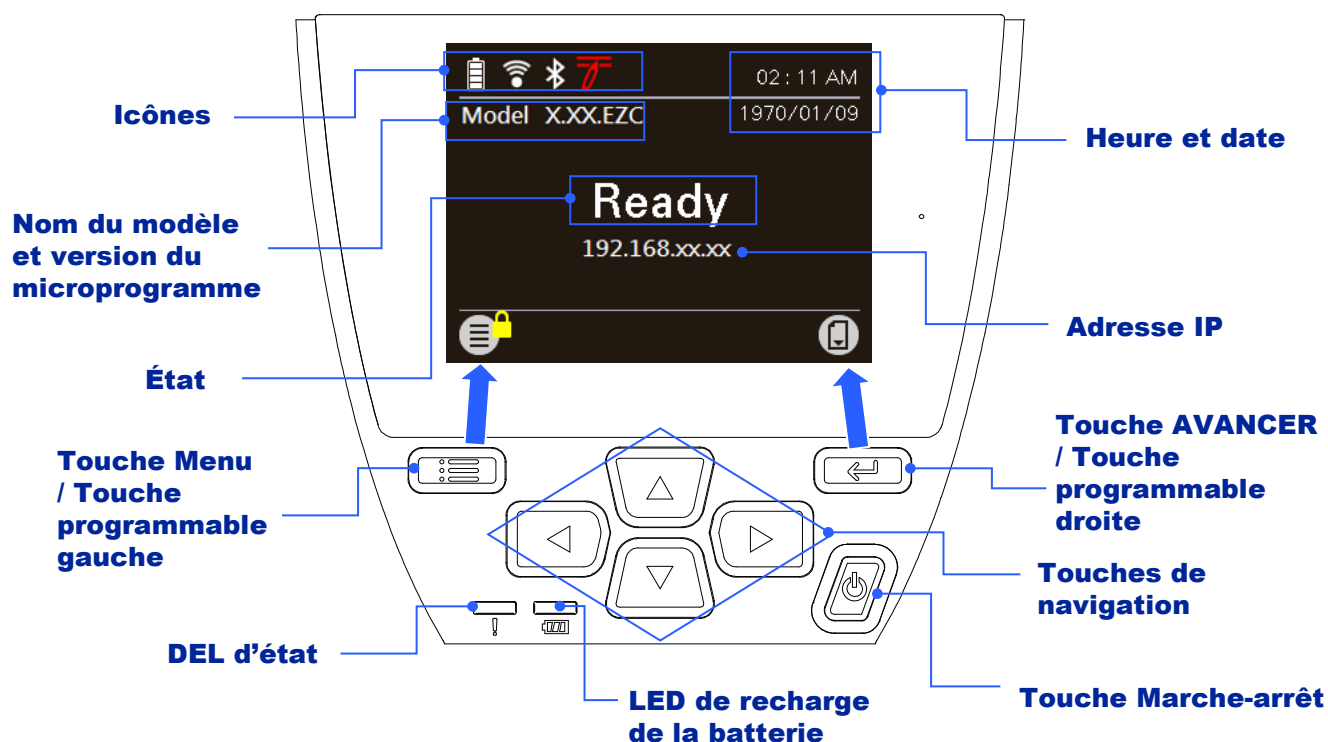 02 : 11 AM
Model X.XX.EZC
1970/01/09
Ready
192.168.xx.xx
Icônes
Nom du modèle
et version du
microprogramme
État
Touche Menu
/ Touche
programmable
gauche
DEL d’état
LED de recharge
de la batterie
Heure et date
Adresse IP
Touche AVANCER
/ Touche
programmable
droite
Touches de
navigation
Touche Marche-arrêt